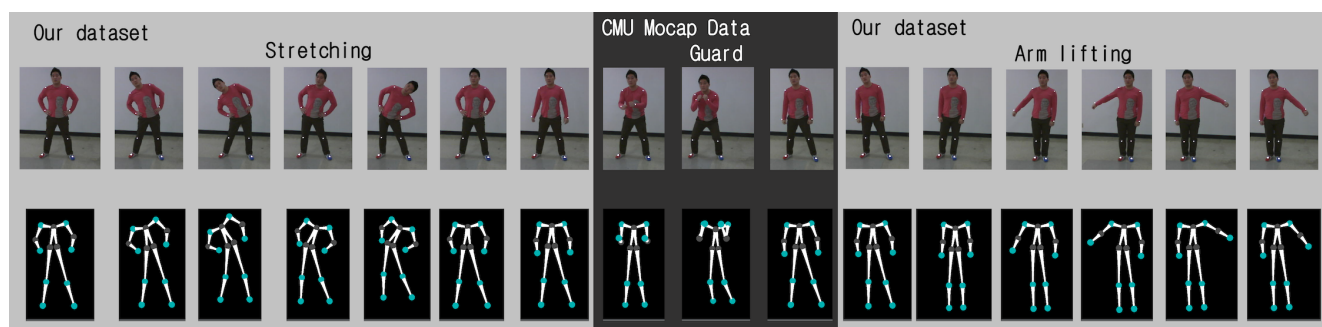 Our dataset
Stretching
CMU Mocap Data
Guard
Our dataset
Arm lifting